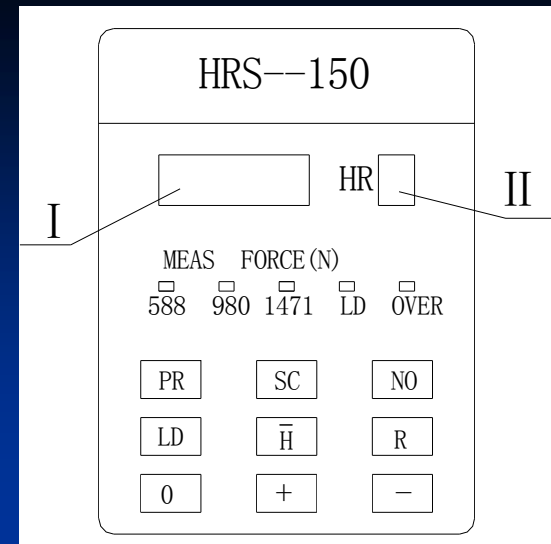 HRS--150
HR
I
II
MEAS FORCE(N)
588 980 1471 LD OVER
PR SC NO
LD H̅ R
0 + −